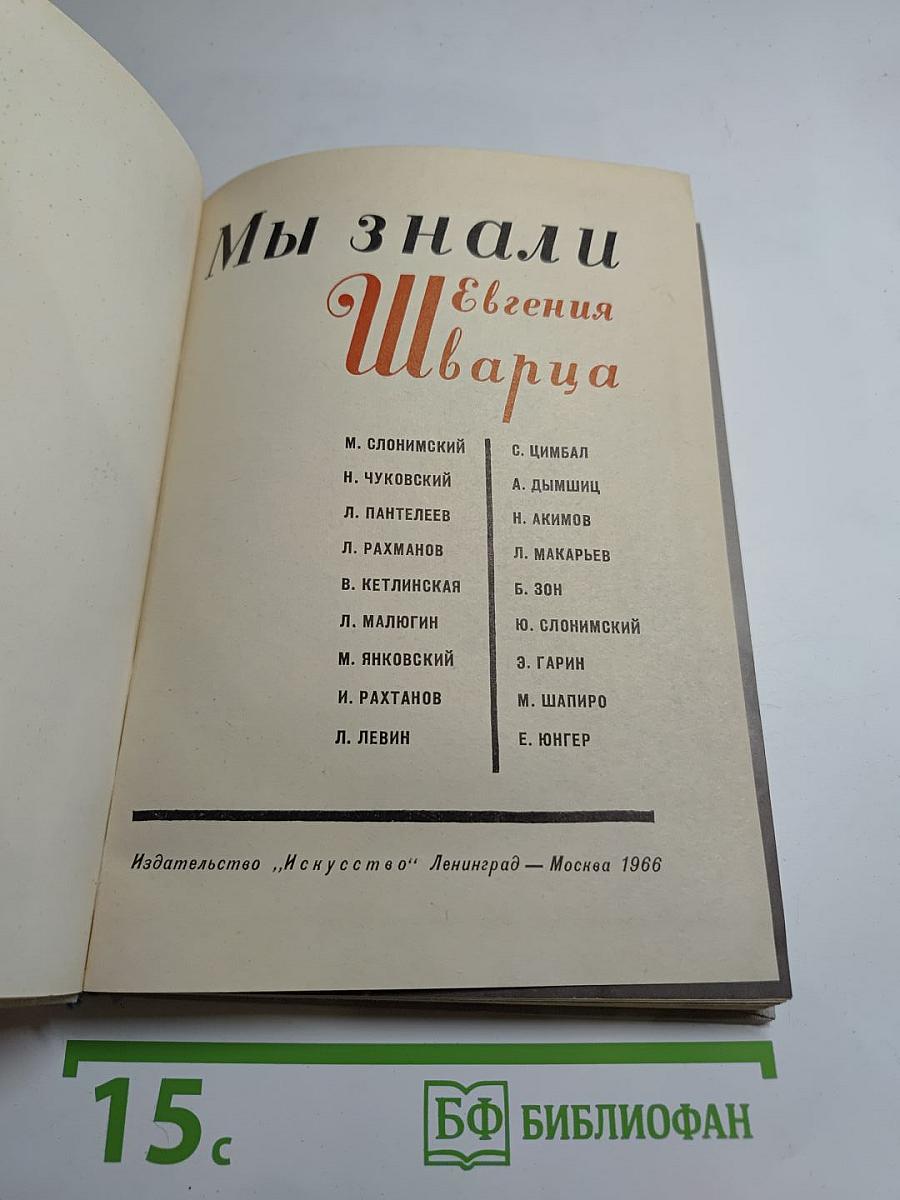 Мы знали
Евгения
Шварца
М. СЛОНИМСКИЙ
Н. ЧУКОВСКИЙ
Л. ПАНТЕЛЕЕВ
Л. РАХМАНОВ
В. КЕТЛИНСКАЯ
Л. МАЛЮГИН
М. ЯНКОВСКИЙ
И. РАХТАНОВ
Л. ЛЕВИН
С. ЦИМБАЛ
А. ДЫМШИЦ
Н. АКИМОВ
Л. МАКАРЬЕВ
Б. ЗОН
Ю. СЛОНИМСКИЙ
Э. ГАРИН
М. ШАПИРО
Е. ЮНГЕР
Издательство „Искусство“ Ленинград — Москва 1966
15 с
БФ БИБЛИОФАН